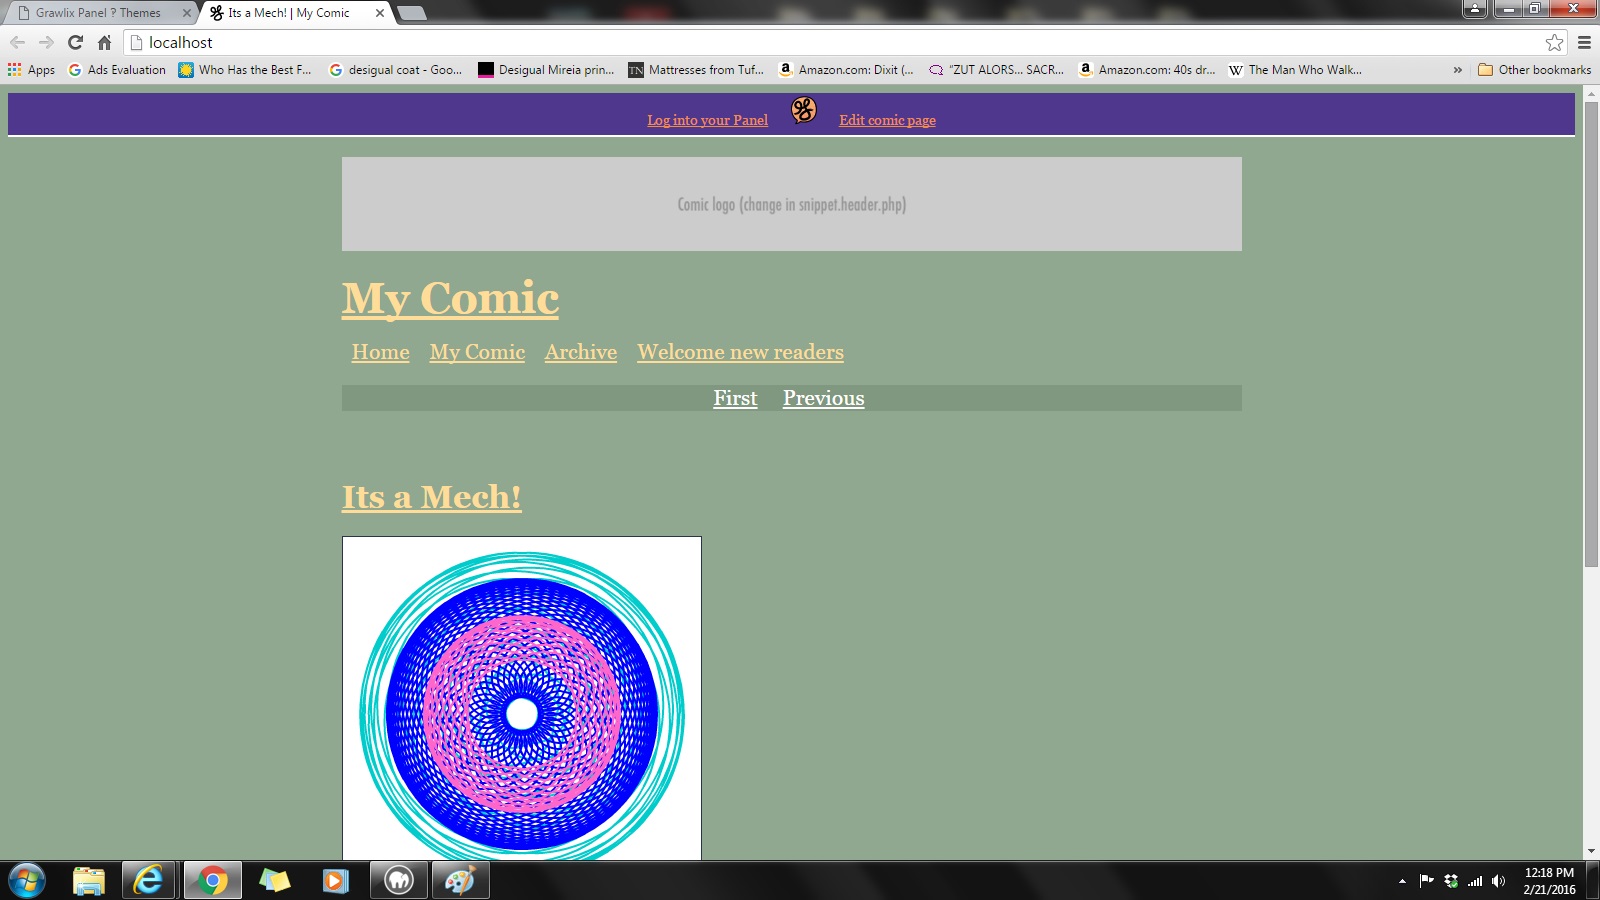 Grawlix Panel ? Themes
Its a Mech! | My Comic
localhost
Apps
Ads Evaluation
Who Has the Best F...
desigual coat - Goo...
Desigual Mireia prin...
TN
Mattresses from Tuf...
a
Amazon.com: Dixit (...
“ZUT ALORS... SACR...
a
Amazon.com: 40s dr...
W
The Man Who Walk...
»
Other bookmarks
Log into your Panel
Edit comic page
Comic logo (change in snippet.header.php)
My Comic
Home
My Comic
Archive
Welcome new readers
First
Previous
Its a Mech!
12:18 PM
2/21/2016